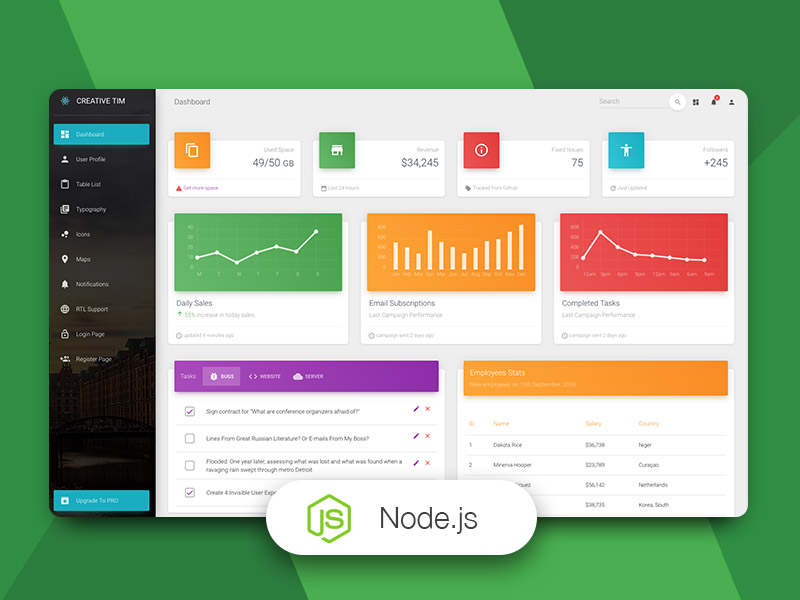 CREATIVE TIM
Dashboard
User Profile
Table List
Typography
Icons
Maps
Notifications
RTL Support
Login Page
Register Page
Upgrade To PRO
Dashboard
Search
Used Space
49/50 GB
Get more space
Revenue
$34,245
Last 24 Hours
Fixed Issues
75
Tracked from Github
Followers
+245
Just Updated
40
30
20
10
0
M T W T F S S
Daily Sales
55% increase in today sales.
updated 4 minutes ago
800
600
400
200
0
Jan Feb Mar Apr Mai Jun Jul Aug Sep Oct Nov Dec
Email Subscriptions
Last Campaign Performance
campaign sent 2 days ago
800
600
400
200
0
12am 3pm 6pm 9pm 12pm 3am 6am 9am
Completed Tasks
Last Campaign Performance
campaign sent 2 days ago
Tasks: BUGS WEBSITE SERVER
Sign contract for "What are conference organizers afraid of?"
Lines From Great Russian Literature? Or E-mails From My Boss?
Flooded: One year later, assessing what was lost and what was found when a
ravaging rain swept through metro Detroit
Create 4 Invisible User
Employees Stats
New employees on 15th September, 2016
ID Name Salary Country
1 Dakota Rice $36,738 Niger
2 Minerva Hooper $23,789 Curaçao
$56,142 Netherlands
$38,735 Korea, South
JS
Node.js